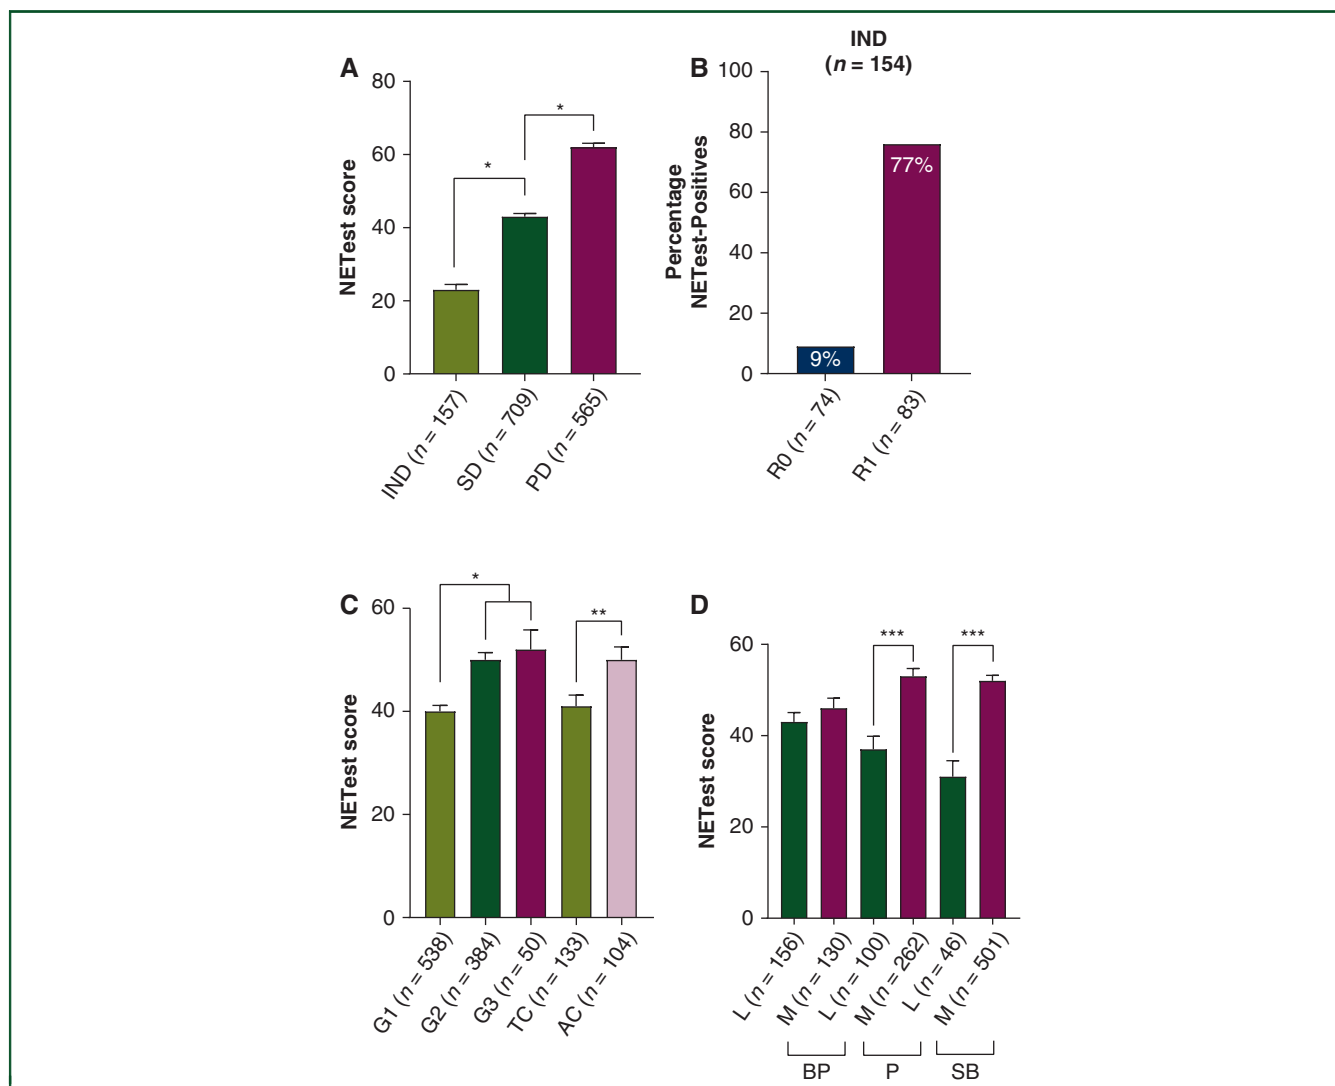 A
NETest score
80
60
40
20
0
*
*
IND (n = 157)
SD (n = 709)
PD (n = 565)
B
IND
(n = 154)
Percentage
NETest-Positives
100
80
60
40
20
0
9%
77%
R0 (n = 74)
R1 (n = 83)
C
NETest score
60
40
20
0
*
**
G1 (n = 538)
G2 (n = 384)
G3 (n = 50)
TC (n = 133)
AC (n = 104)
D
NETest score
60
40
20
0
***
***
L (n = 156)
M (n = 130)
L (n = 100)
M (n = 262)
L (n = 46)
M (n = 501)
BP
P
SB